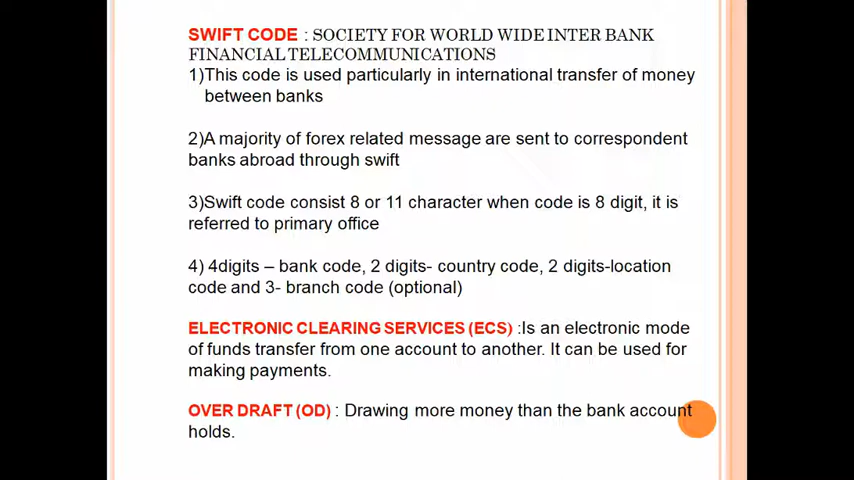 SWIFT CODE : SOCIETY FOR WORLD WIDE INTER BANK
FINANCIAL TELECOMMUNICATIONS
1)This code is used particularly in international transfer of money
between banks
2)A majority of forex related message are sent to correspondent
banks abroad through swift
3)Swift code consist 8 or 11 character when code is 8 digit, it is
referred to primary office
4) 4digits – bank code, 2 digits- country code, 2 digits-location
code and 3- branch code (optional)
ELECTRONIC CLEARING SERVICES (ECS) :Is an electronic mode
of funds transfer from one account to another. It can be used for
making payments.
OVER DRAFT (OD) : Drawing more money than the bank account
holds.